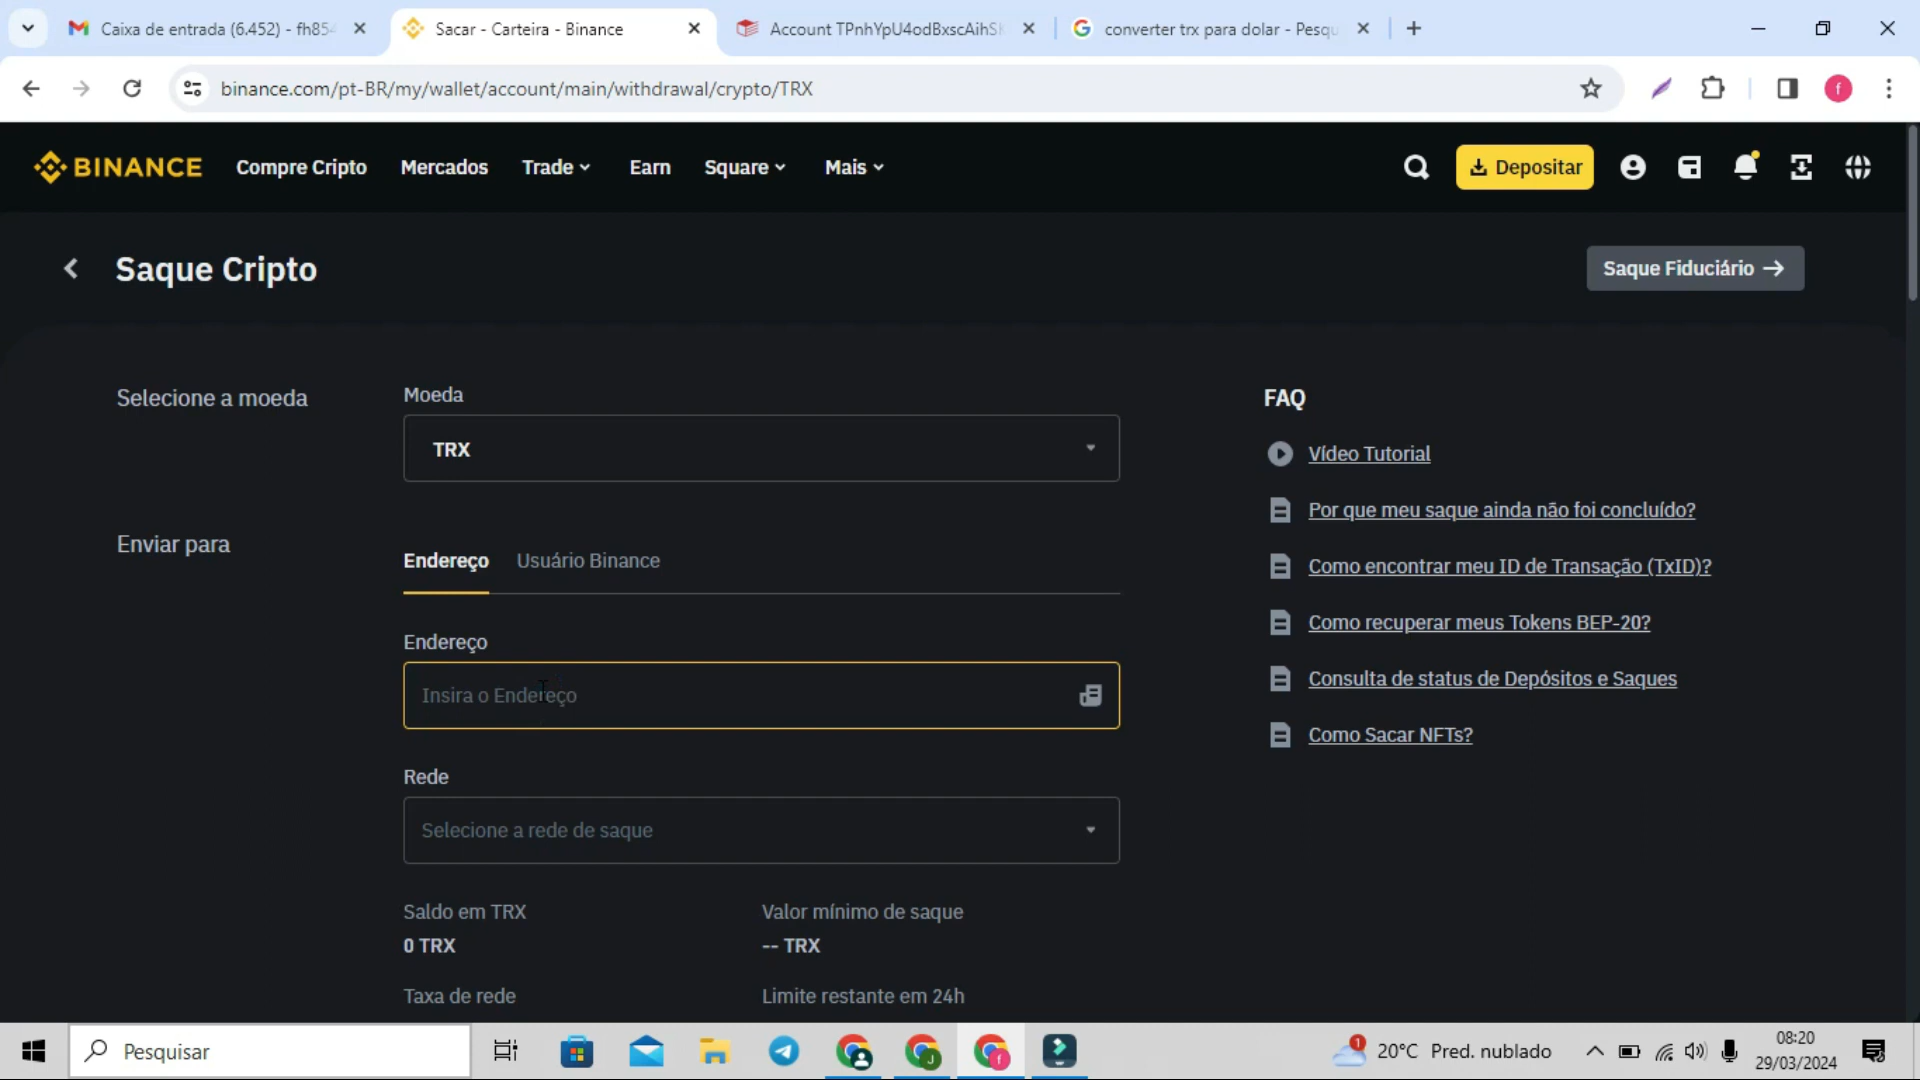 Caixa de entrada (6.452) - fh854
Sacar - Carteira - Binance
Account TPnhYpU4odBxscAihS
converter trx para dolar - Pesqu
binance.com/pt-BR/my/wallet/account/main/withdrawal/crypto/TRX
BINANCE
Compre Cripto
Mercados
Trade
Earn
Square
Mais
Depositar
Saque Cripto
Saque Fiduciário
Selecione a moeda
Moeda
TRX
Enviar para
Endereço
Usuário Binance
Endereço
Insira o Endereço
Rede
Selecione a rede de saque
Saldo em TRX
Valor mínimo de saque
0 TRX
-- TRX
Taxa de rede
Limite restante em 24h
FAQ
Vídeo Tutorial
Por que meu saque ainda não foi concluído?
Como encontrar meu ID de Transação (TxID)?
Como recuperar meus Tokens BEP-20?
Consulta de status de Depósitos e Saques
Como Sacar NFTs?
Pesquisar
1
20°C Pred. nublado
08:20
29/03/2024